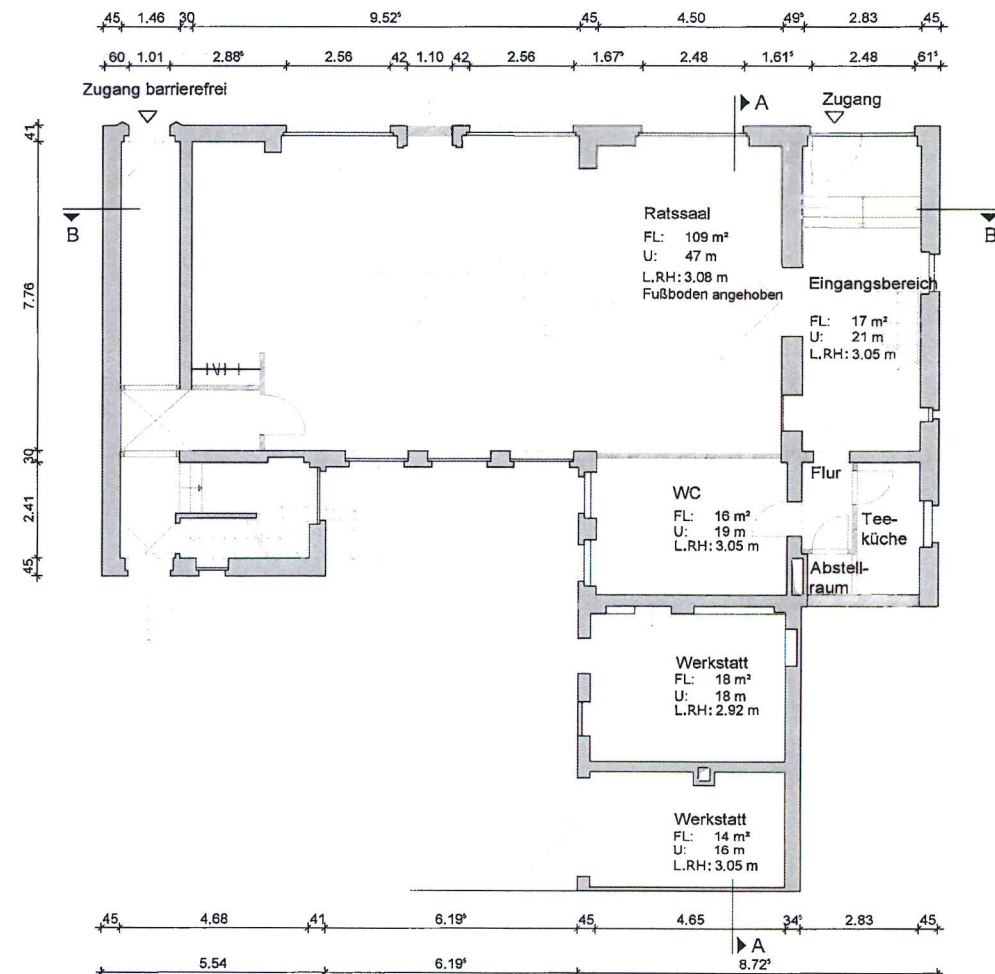 45 1.46 30 9.52⁵ 45 4.50 49⁵ 2.83 45
60 1.01 2.88⁵ 2.56 42 1.10 42 2.56 1.67⁵ 2.48 1.61⁵ 2.48 61⁵
Zugang barrierefrei
A
Zugang
41
7.76
30
2.41
45
B
B
Ratssaal
FL: 109 m²
U: 47 m
L.RH: 3.08 m
Fußboden angehoben
Eingangsbereich
FL: 17 m²
U: 21 m
L.RH: 3.05 m
Flur
WC
FL: 16 m²
U: 19 m
L.RH: 3.05 m
Tee-
küche
Abstell-
raum
Werkstatt
FL: 18 m²
U: 18 m
L.RH: 2.92 m
Werkstatt
FL: 14 m²
U: 16 m
L.RH: 3.05 m
45 4.68 41 6.19⁵ 45 4.65 34⁵ 2.83 45
A
5.54 6.19⁵ 8.72⁵